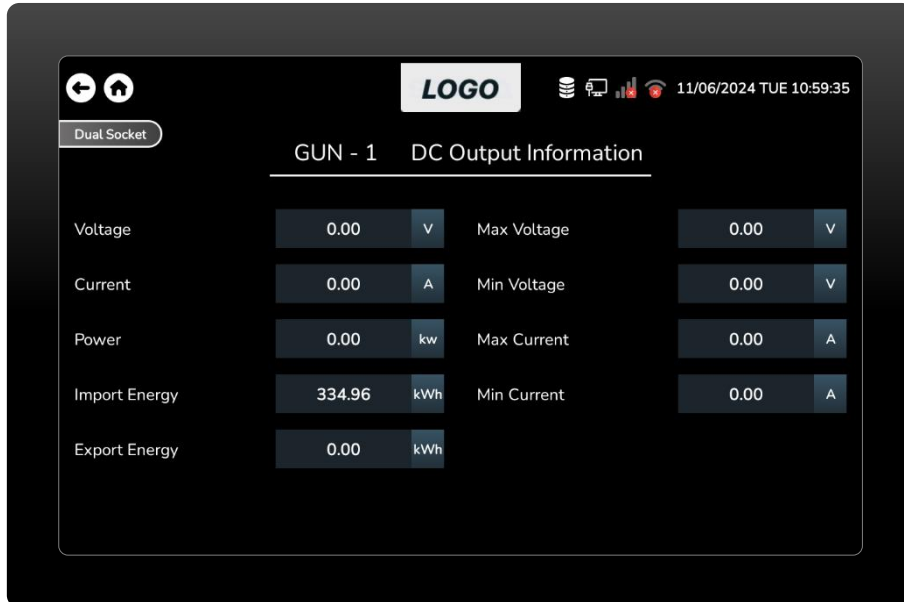 LOGO
11/06/2024 TUE 10:59:35
Dual Socket
GUN - 1 DC Output Information
Voltage 0.00 V Max Voltage 0.00 V
Current 0.00 A Min Voltage 0.00 V
Power 0.00 kw Max Current 0.00 A
Import Energy 334.96 kWh Min Current 0.00 A
Export Energy 0.00 kWh